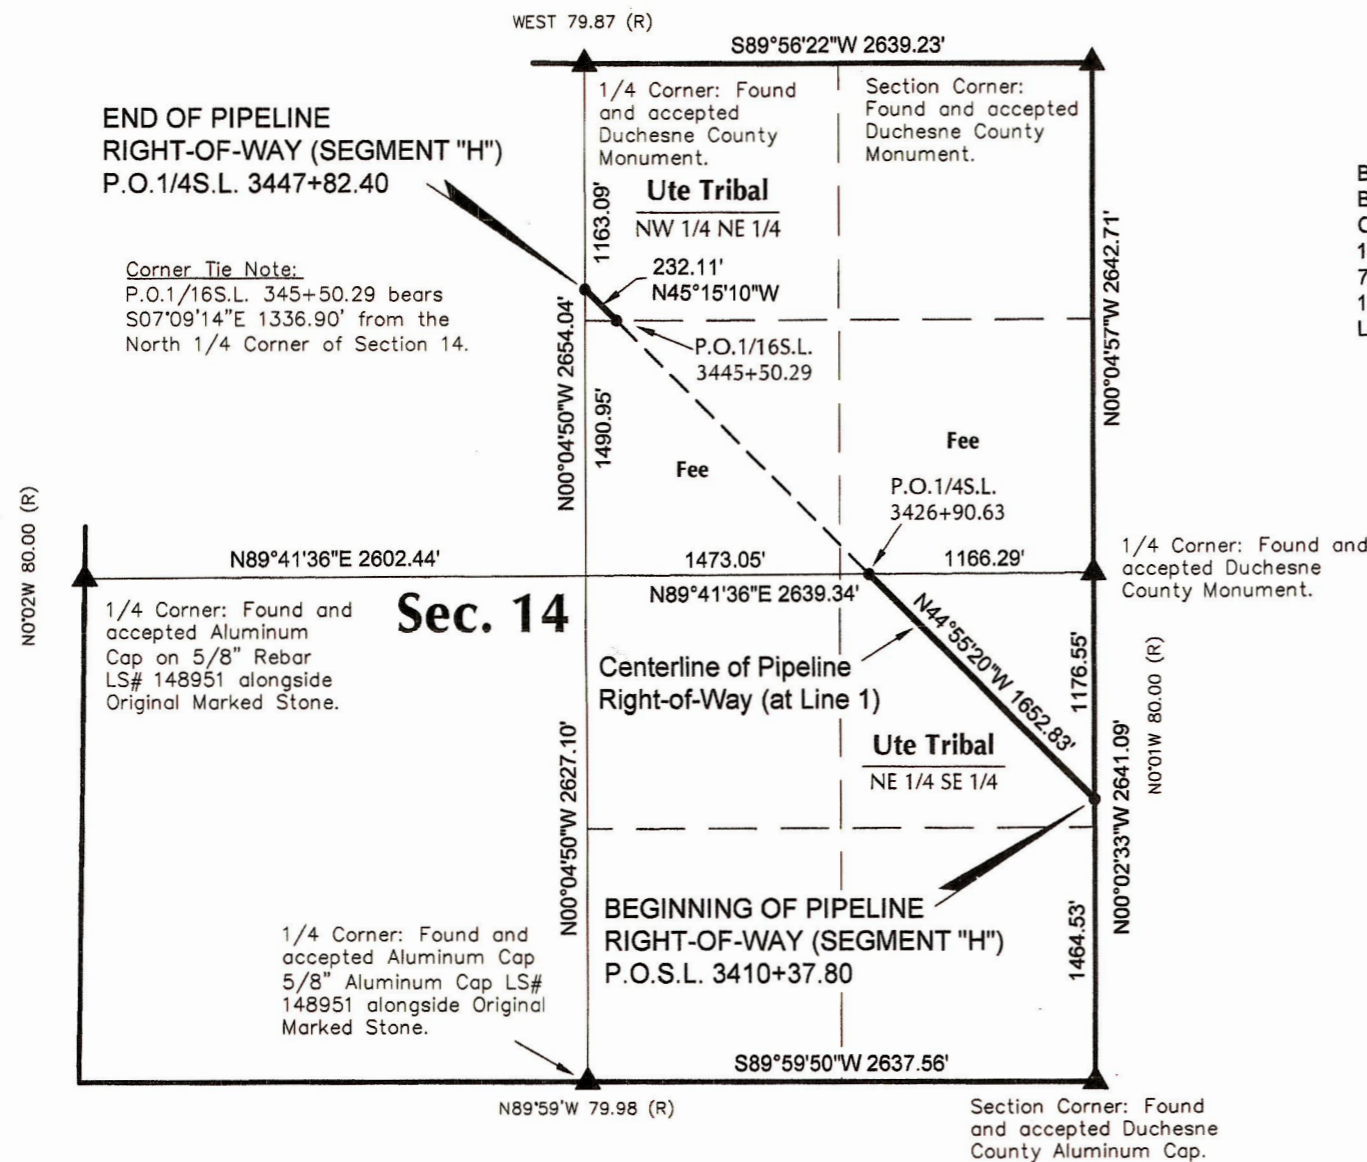 WEST 79.87 (R)
S89°56'22"W 2639.23'
END OF PIPELINE
RIGHT-OF-WAY (SEGMENT "H")
P.O.1/4S.L. 3447+82.40
1/4 Corner: Found
and accepted
Duchesne County
Monument.
Section Corner:
Found and accepted
Duchesne County
Monument.
Ute Tribal
NW 1/4 NE 1/4
1163.09'
232.11'
N45°15'10"W
N00°04'57"W 2642.71'
Corner Tie Note:
P.O.1/16S.L. 345+50.29 bears
S07°09'14"E 1336.90' from the
North 1/4 Corner of Section 14.
P.O.1/16S.L.
3445+50.29
N00°04'50"W 2654.04'
1490.95'
Fee
Fee
P.O.1/4S.L.
3426+90.63
N0°02'W 80.00 (R)
N89°41'36"E 2602.44'
1473.05'
1166.29'
N89°41'36"E 2639.34'
1/4 Corner: Found and
accepted Duchesne
County Monument.
1/4 Corner: Found and
accepted Aluminum
Cap on 5/8" Rebar
LS# 148951 alongside
Original Marked Stone.
Sec. 14
Centerline of Pipeline
Right-of-Way (at Line 1)
N44°55'20"W 1652.83'
1176.55'
N0°01'W 80.00 (R)
Ute Tribal
NE 1/4 SE 1/4
N00°04'50"W 2627.10'
N00°02'33"W 2641.09'
BEGINNING OF PIPELINE
RIGHT-OF-WAY (SEGMENT "H")
P.O.S.L. 3410+37.80
1464.53'
1/4 Corner: Found and
accepted Aluminum Cap
5/8" Aluminum Cap LS#
148951 alongside Original
Marked Stone.
S89°59'50"W 2637.56'
N89°59'W 79.98 (R)
Section Corner: Found
and accepted Duchesne
County Aluminum Cap.